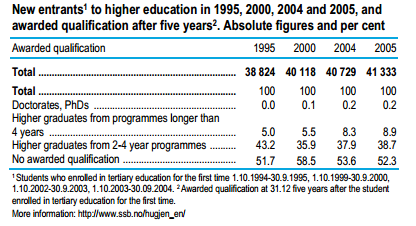 New entrants¹ to higher education in 1995, 2000, 2004 and 2005, and
awarded qualification after five years². Absolute figures and per cent
Awarded qualification 1995 2000 2004 2005
Total 38 824 40 118 40 729 41 333
Total 100 100 100 100
Doctorates, PhDs 0.0 0.1 0.2 0.2
Higher graduates from programmes longer than
4 years 5.0 5.5 8.3 8.9
Higher graduates from 2-4 year programmes 43.2 35.9 37.9 38.7
No awarded qualification 51.7 58.5 53.6 52.3
¹ Students who enrolled in tertiary education for the first time 1.10.1994-30.9.1995, 1.10.1999-30.9.2000,
1.10.2002-30.9.2003, 1.10.2003-30.09.2004. ² Awarded qualification at 31.12 five years after the student
enrolled in tertiary education for the first time.
More information: http://www.ssb.no/hugjen_en/